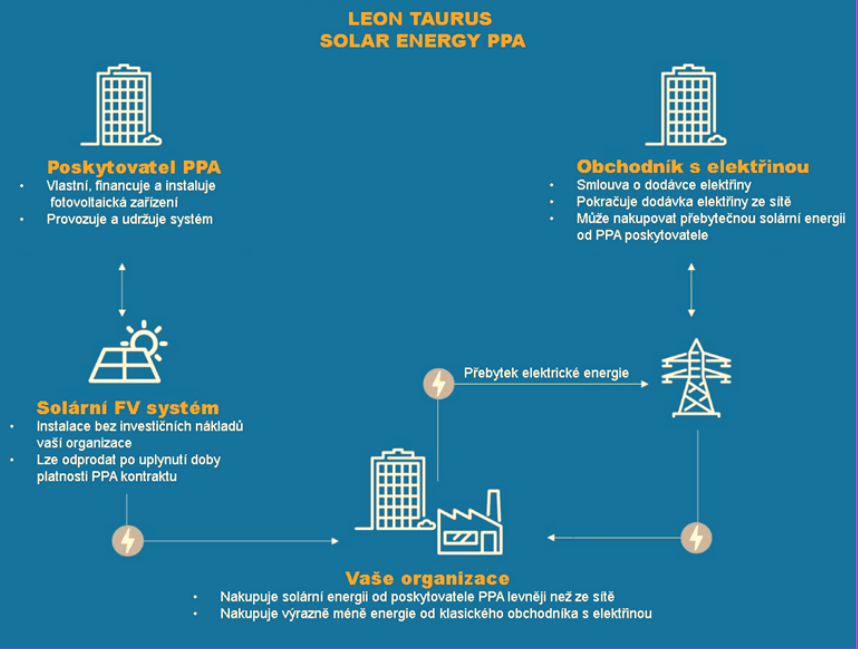 LEON TAURUS
SOLAR ENERGY PPA
Poskytovatel PPA
• Vlastní, financuje a instaluje
fotovoltaická zařízení
• Provozuje a udržuje systém
Obchodník s elektřinou
• Smlouva o dodávce elektřiny
• Pokračuje dodávka elektřiny ze sítě
• Může nakupovat přebytečnou solární energii
od PPA poskytovatele
Přebytek elektrické energie
Solární FV systém
• Instalace bez investičních nákladů
vaší organizace
• Lze odprodat po uplynutí doby
platnosti PPA kontraktu
Vaše organizace
• Nakupuje solární energii od poskytovatele PPA levněji než ze sítě
• Nakupuje výrazně méně energie od klasického obchodníka s elektřinou